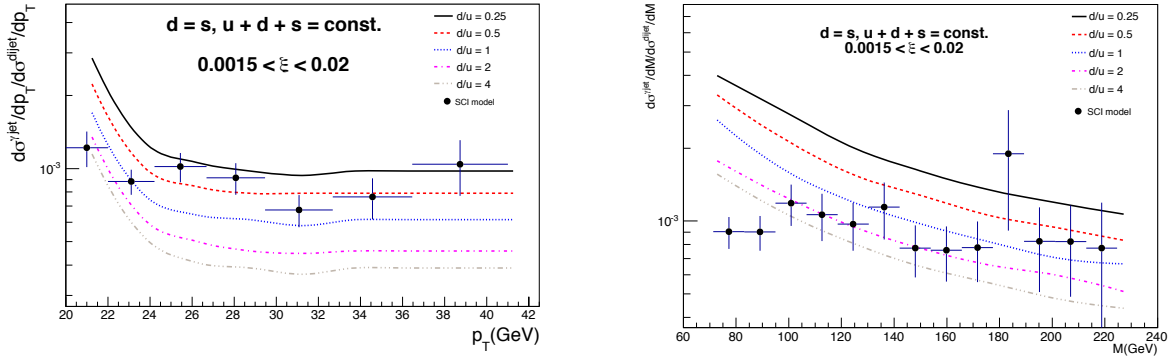 dσ^γjet/dp_T/dσ^dijet/dp_T
d = s, u + d + s = const.
0.0015 < ξ < 0.02
d/u = 0.25
d/u = 0.5
d/u = 1
d/u = 2
d/u = 4
SCI model
10⁻³
20 22 24 26 28 30 32 34 36 38 40 42
p_T(GeV)
dσ^γjet/dM/dσ^dijet/dM
d = s, u + d + s = const.
0.0015 < ξ < 0.02
d/u = 0.25
d/u = 0.5
d/u = 1
d/u = 2
d/u = 4
SCI model
10⁻³
60 80 100 120 140 160 180 200 220 240
M(GeV)